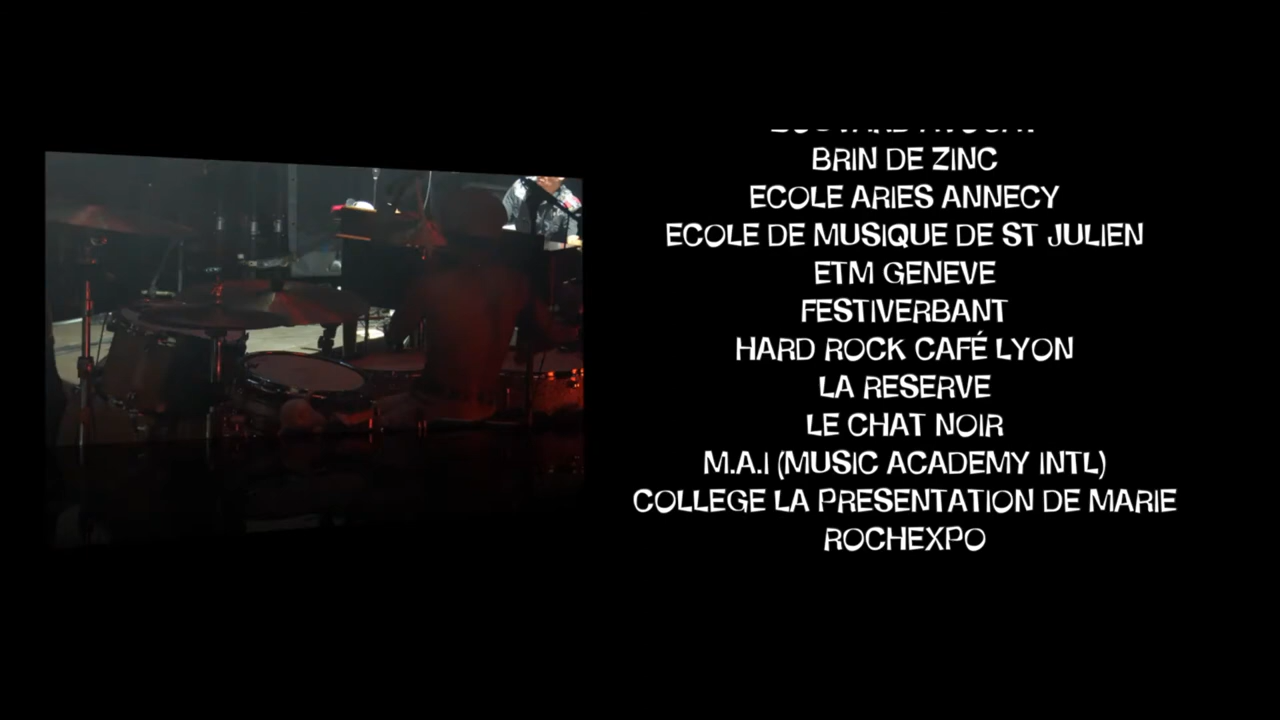 BRIN DE ZINC
ECOLE ARIES ANNECY
ECOLE DE MUSIQUE DE ST JULIEN
ETM GENEVE
FESTIVERBANT
HARD ROCK CAFÉ LYON
LA RESERVE
LE CHAT NOIR
M.A.I (MUSIC ACADEMY INTL)
COLLEGE LA PRESENTATION DE MARIE
ROCHEXPO